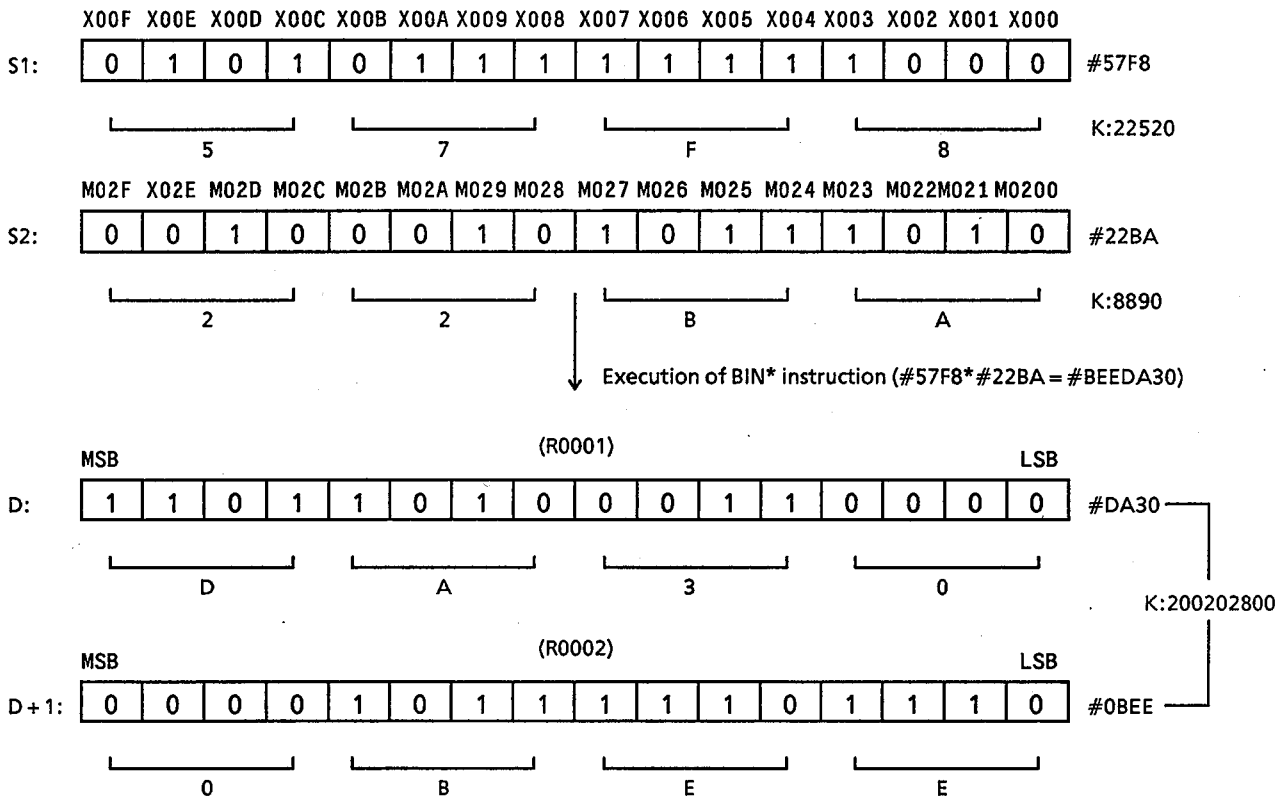 X00F X00E X00D X00C X00B X00A X009 X008 X007 X006 X005 X004 X003 X002 X001 X000
S1: 0 1 0 1 0 1 1 1 1 1 1 1 1 0 0 0 #57F8
K:22520
5 7 F 8
M02F X02E M02D M02C M02B M02A M029 M028 M027 M026 M025 M024 M023 M022M021 M0200
S2: 0 0 1 0 0 0 1 0 1 0 1 1 1 0 1 0 #22BA
K:8890
2 2 B A
Execution of BIN* instruction (#57F8*#22BA = #BEEDA30)
MSB (R0001) LSB
D: 1 1 0 1 1 0 1 0 0 0 1 1 0 0 0 0 #DA30
D A 3 0
K:200202800
MSB (R0002) LSB
D+1: 0 0 0 0 1 0 1 1 1 1 1 0 1 1 1 0 #0BEE
0 B E E